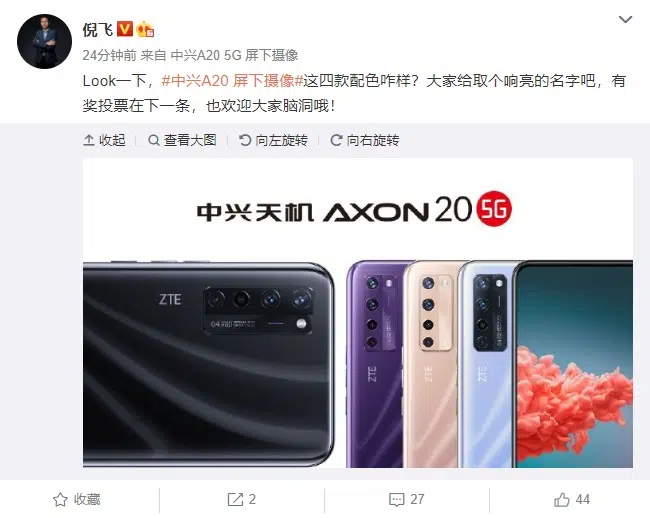 倪飞
24分钟前 来自 中兴A20 5G 屏下摄像
Look一下，#中兴A20 屏下摄像#这四款配色咋样？大家给取个响亮的名字吧，有
奖投票在下一条，也欢迎大家脑洞哦！
收起 查看大图 向左旋转 向右旋转
中兴天机 AXON 20 5G
ZTE
ZTE
ZTE
ZTE
收藏 2 27 44